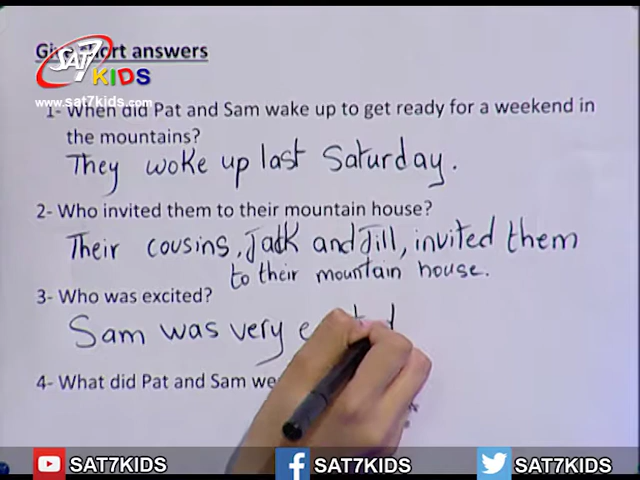 Give short answers
SAT7
KIDS
www.sat7kids.com
1- When did Pat and Sam wake up to get ready for a weekend in
the mountains?
They woke up last Saturday.
2- Who invited them to their mountain house?
Their cousins, Jack and Jill, invited them
to their mountain house.
3- Who was excited?
Sam was very
4- What did Pat and Sam
SAT7KIDS SAT7KIDS SAT7KIDS